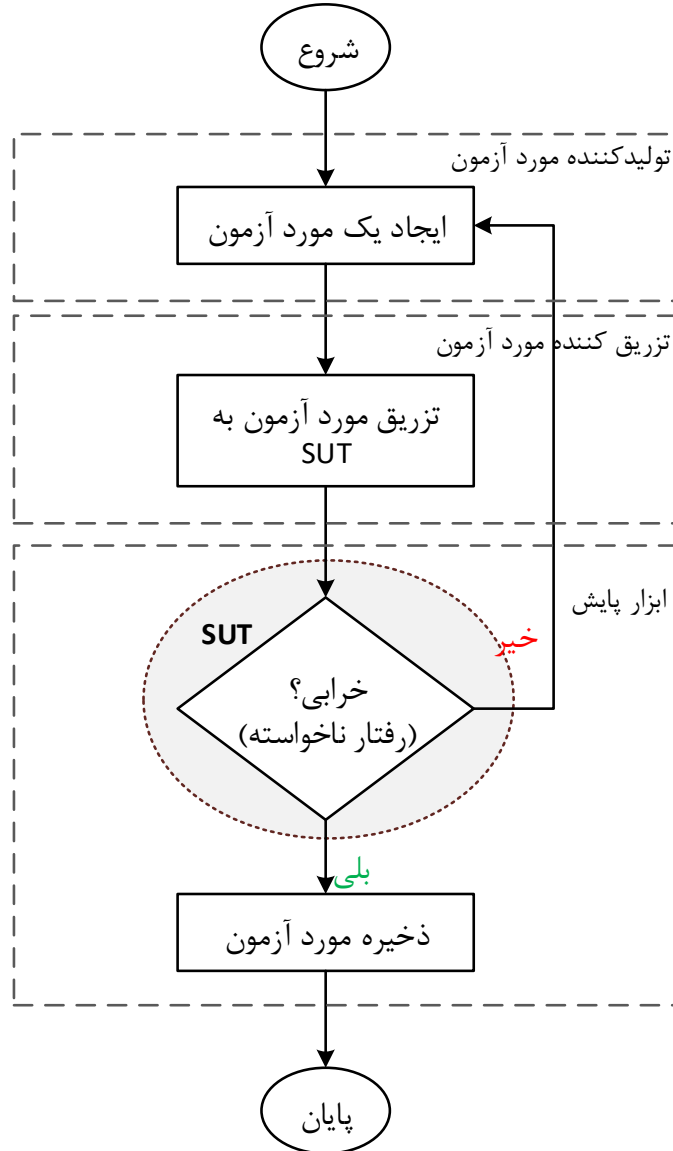 شروع
تولیدکننده مورد آزمون
ایجاد یک مورد آزمون
تزریق کننده مورد آزمون
تزریق مورد آزمون به
SUT
ابزار پایش
SUT
خیر
خرابی؟
(رفتار ناخواسته)
بلی
ذخیره مورد آزمون
پایان